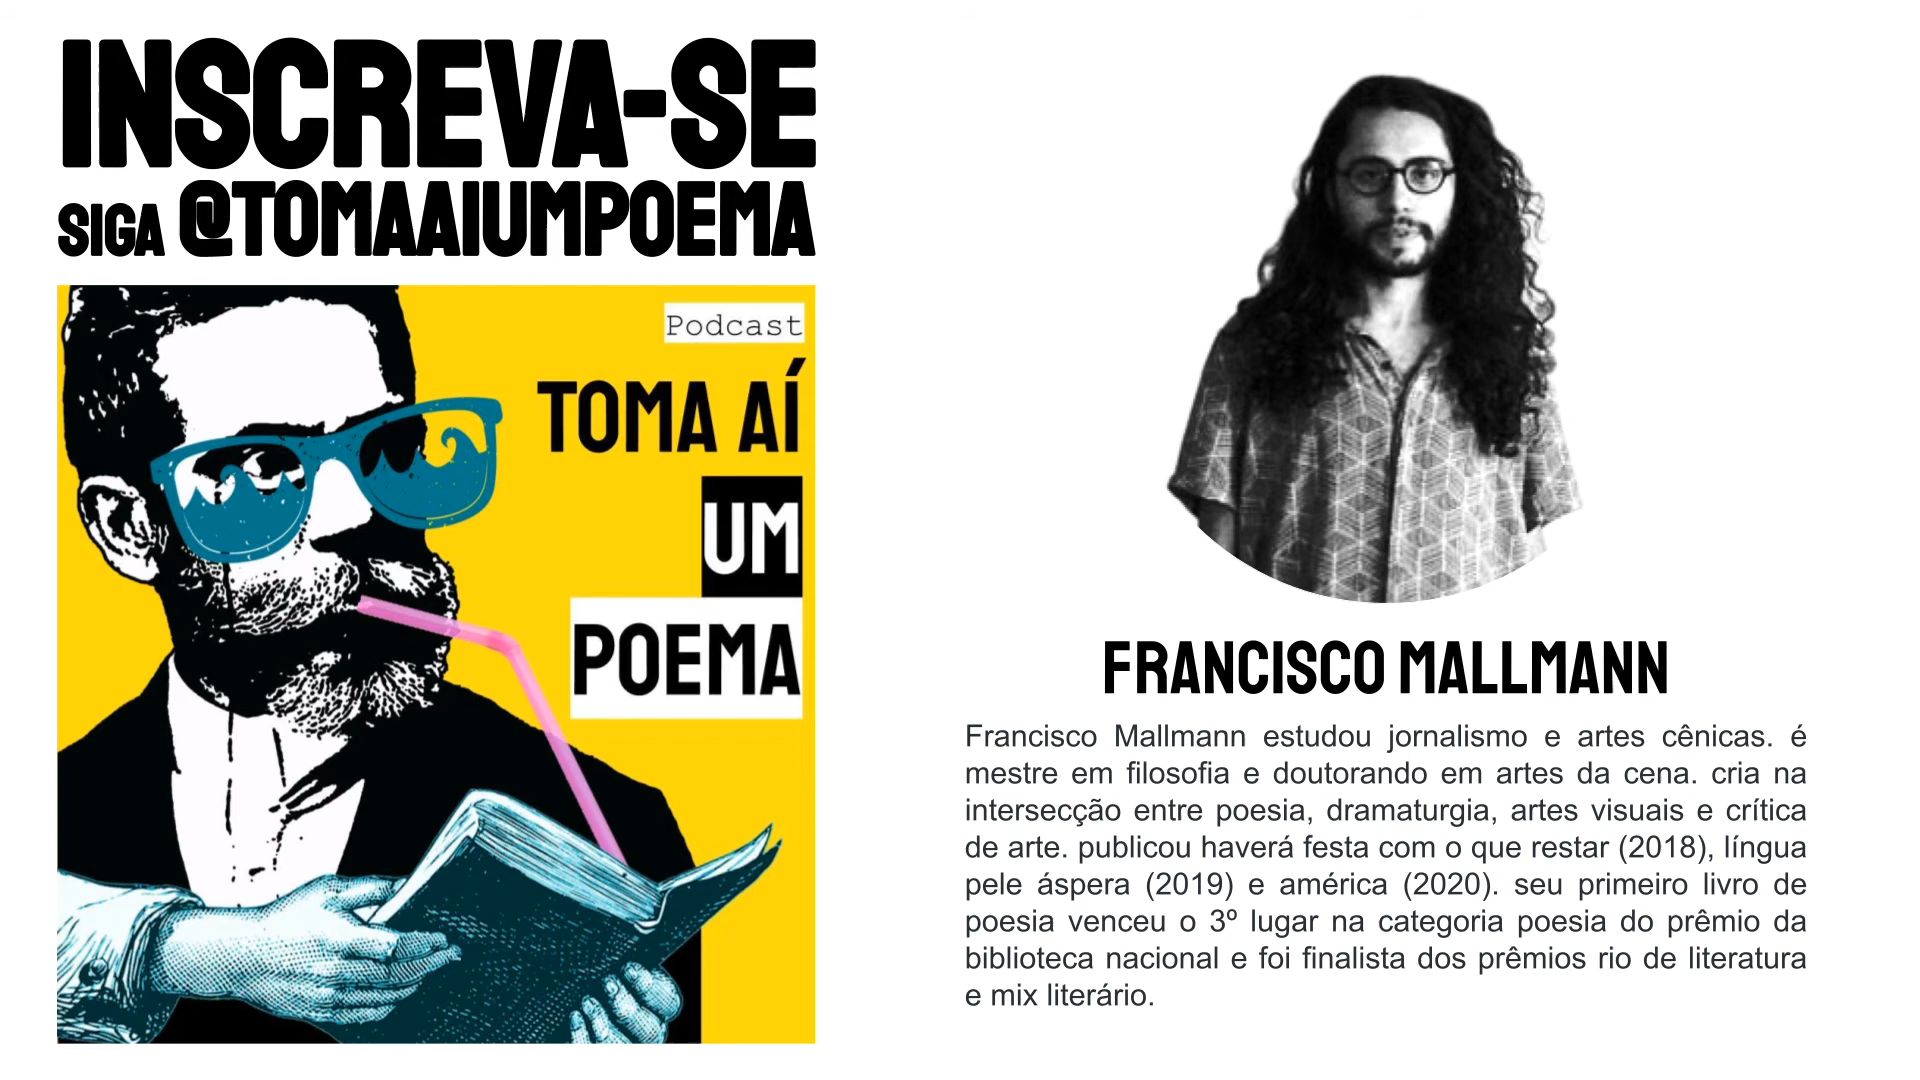 INSCREVA-SE
SIGA @TOMAAIUMPOEMA
Podcast
TOMA AÍ
UM
POEMA
FRANCISCO MALLMANN
Francisco Mallmann estudou jornalismo e artes cênicas. é
mestre em filosofia e doutorando em artes da cena. cria na
intersecção entre poesia, dramaturgia, artes visuais e crítica
de arte. publicou haverá festa com o que restar (2018), língua
pele áspera (2019) e américa (2020). seu primeiro livro de
poesia venceu o 3º lugar na categoria poesia do prêmio da
biblioteca nacional e foi finalista dos prêmios rio de literatura
e mix literário.